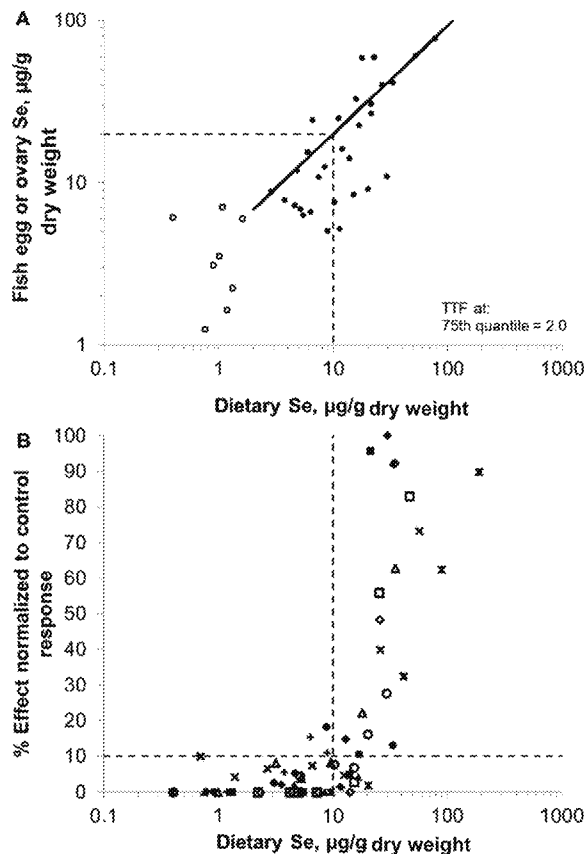 A
100
10
1
Fish egg or ovary Se, µg/g
dry weight
TTF at:
75th quantile = 2.0
0.1
1
10
100
1000
Dietary Se, µg/g dry weight
B
100
90
80
70
60
50
40
30
20
10
0
% Effect normalized to control
response
0.1
1
10
100
1000
Dietary Se, µg/g dry weight